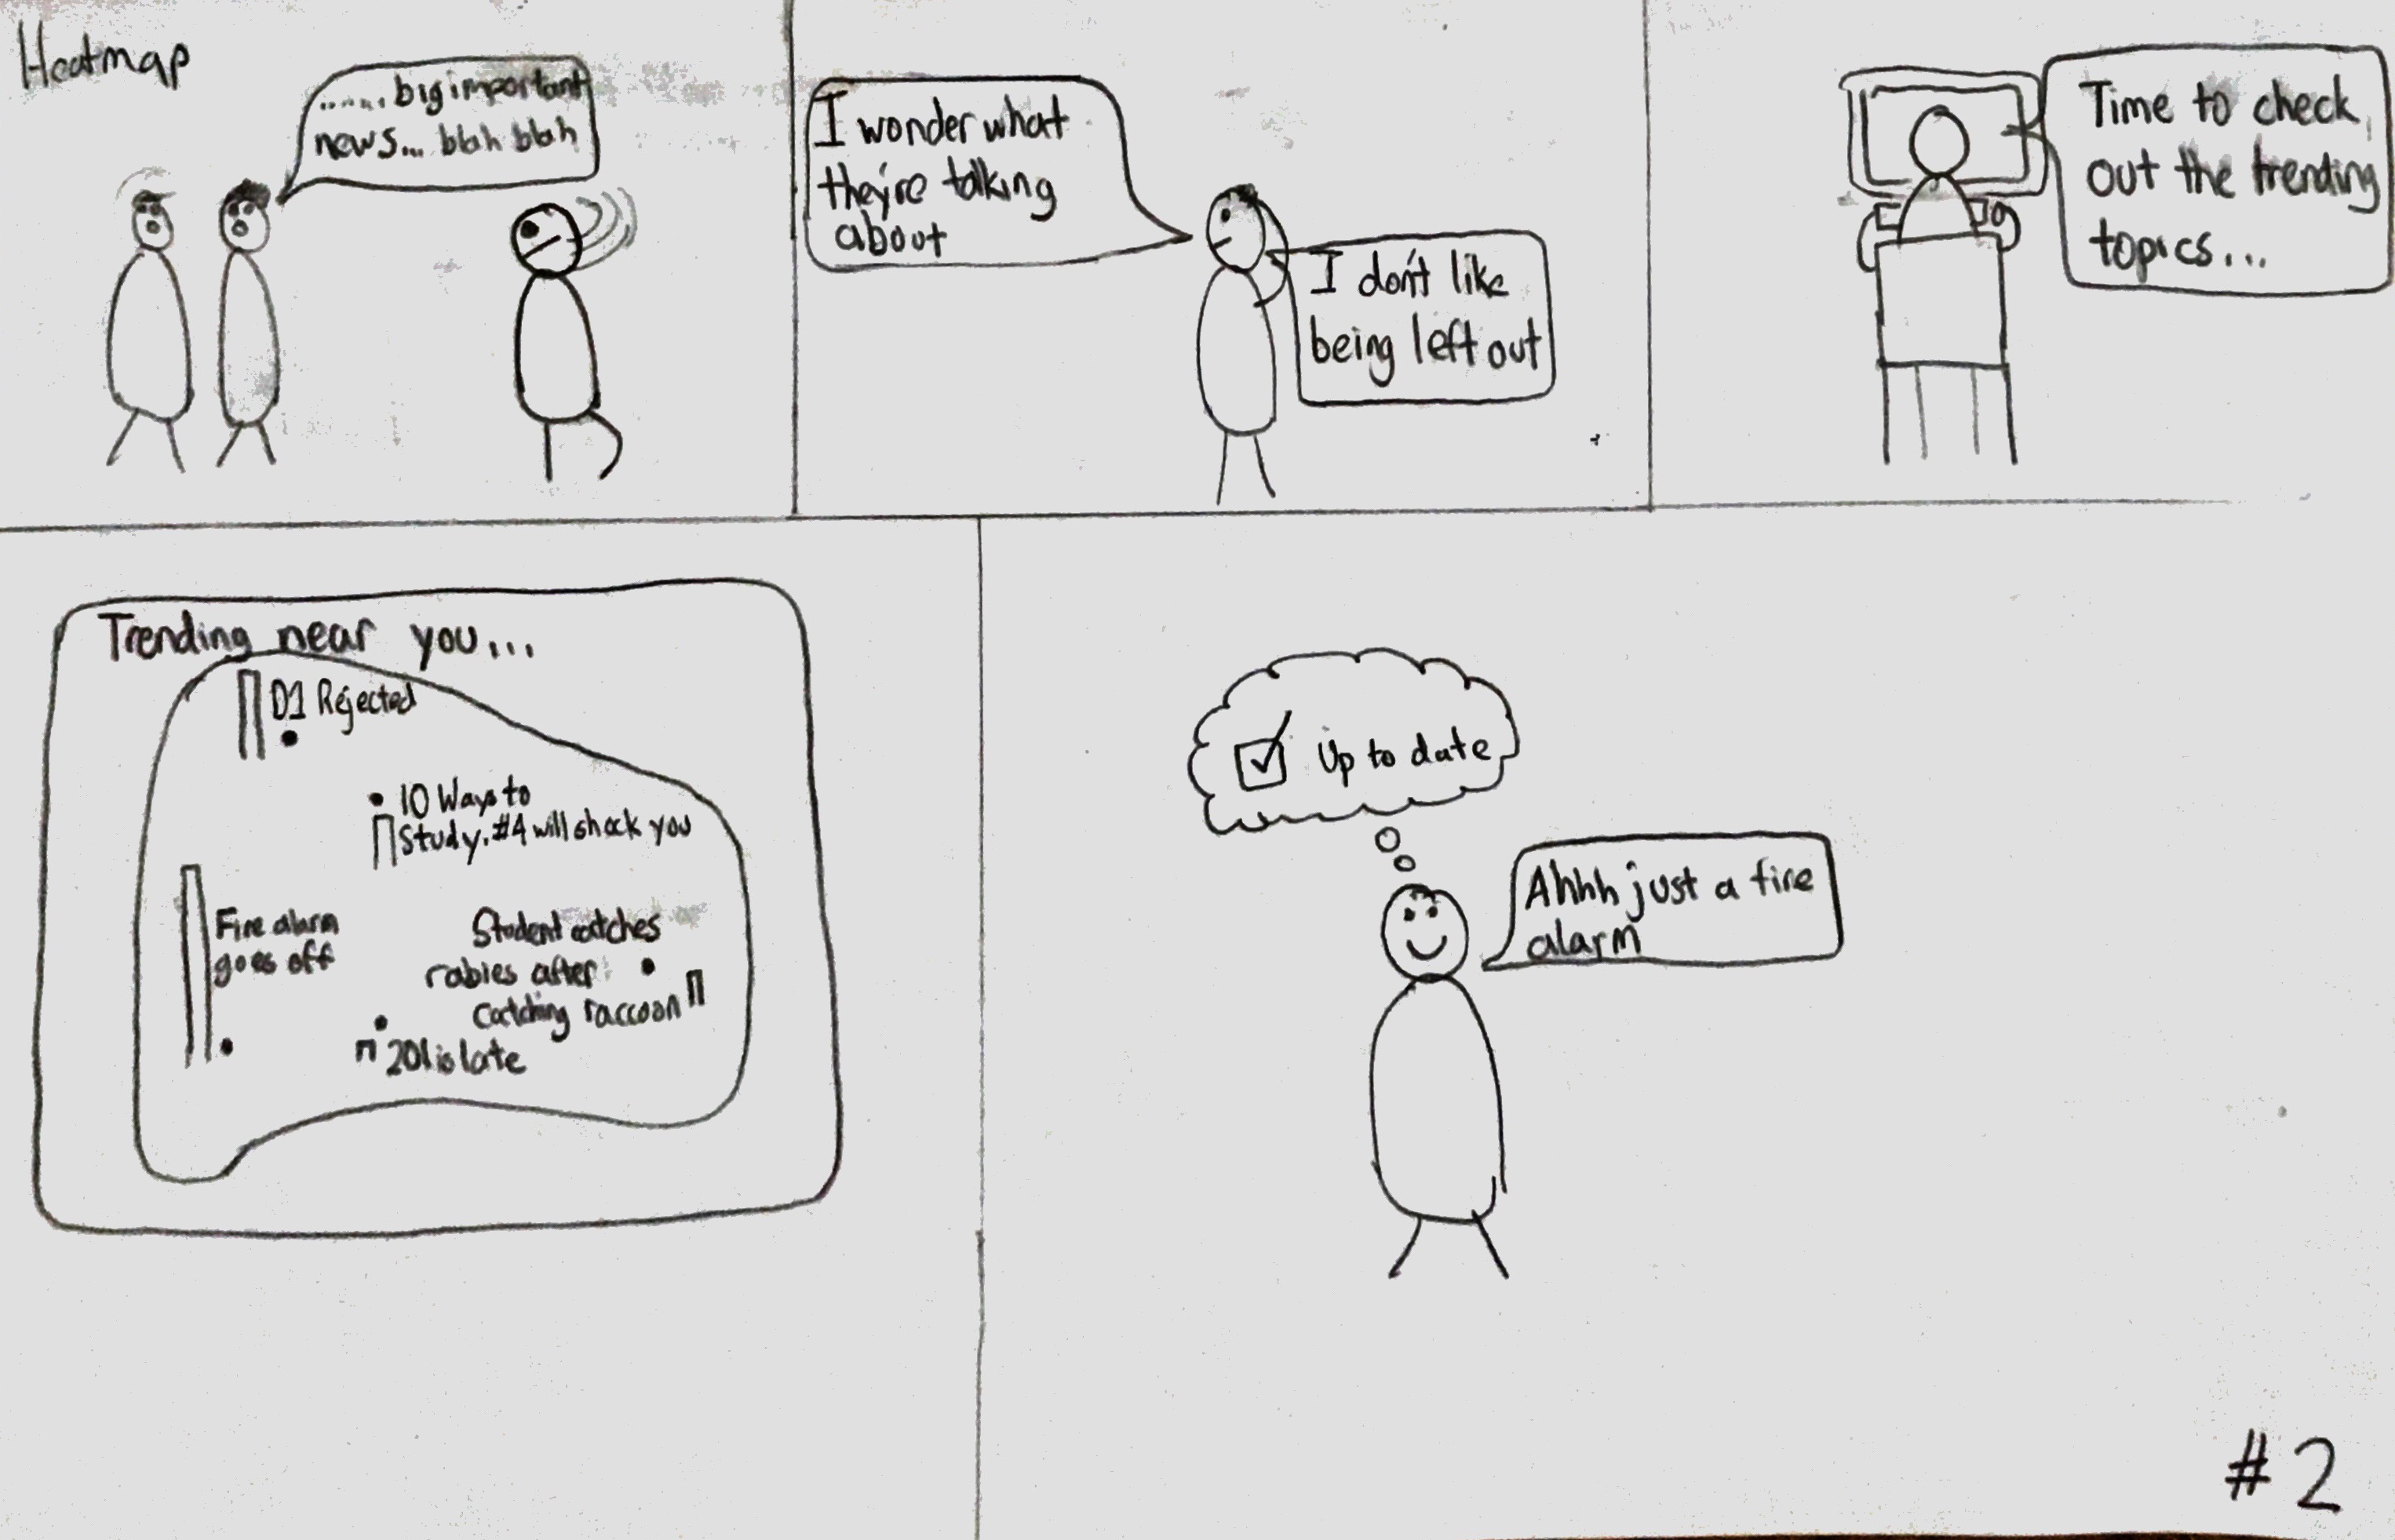 Heatmap
....... big important
news... blah blah
I wonder what
they're talking
about
I don't like
being left out
Time to check
out the trending
topics...
Trending near you...
D1 Rejected
10 Ways to
Study. #4 will shock you
Fire alarm
goes off
Student catches
rabies after
catching raccoon
201 is late
Up to date
Ahhh just a fire
alarm
#2